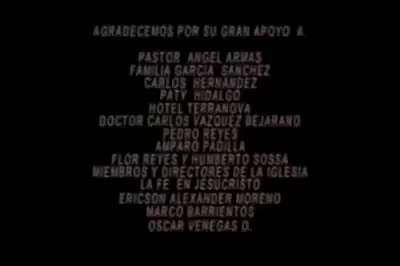 AGRADECEMOS POR SU GRAN APOYO A
PASTOR ANGEL ARMAS
FAMILIA GARCIA SANCHEZ
CARLOS HERNANDEZ
PATY HIDALGO
HOTEL TERRANOVA
DOCTOR CARLOS VAZQUEZ BEJARANO
PEDRO REYES
AMPARO PADILLA
FLOR REYES Y HUMBERTO SOSSA
MIEMBROS Y DIRECTORES DE LA IGLESIA
LA FE EN JESUCRISTO
ERICSON ALEXANDER MORENO
MARCO BARRIENTOS
OSCAR VENEGAS O.